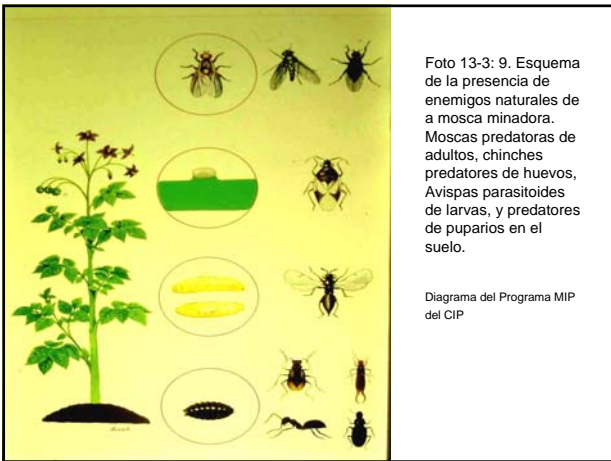 Foto 13-3: 9. Esquema
de la presencia de
enemigos naturales de
a mosca minadora.
Moscas predatoras de
adultos, chinches
predatores de huevos,
Avispas parasitoides
de larvas, y predatores
de puparios en el
suelo.
Diagrama del Programa MIP
del CIP